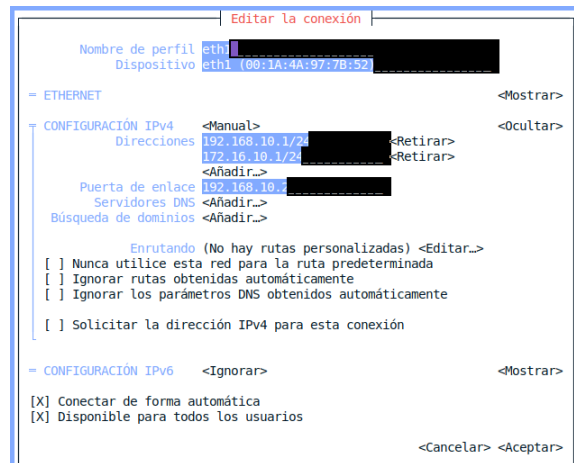 Editar la conexión
Nombre de perfil eth1
Dispositivo eth1 (00:1A:4A:97:7B:52)
= ETHERNET <Mostrar>
= CONFIGURACIÓN IPv4 <Manual> <Ocultar>
Direcciones 192.168.10.1/24 <Retirar>
172.16.10.1/24 <Retirar>
<Añadir…>
Puerta de enlace 192.168.10.2
Servidores DNS <Añadir…>
Búsqueda de dominios <Añadir…>
Enrutando (No hay rutas personalizadas) <Editar…>
[ ] Nunca utilice esta red para la ruta predeterminada
[ ] Ignorar rutas obtenidas automáticamente
[ ] Ignorar los parámetros DNS obtenidos automáticamente
[ ] Solicitar la dirección IPv4 para esta conexión
= CONFIGURACIÓN IPv6 <Ignorar> <Mostrar>
[X] Conectar de forma automática
[X] Disponible para todos los usuarios
<Cancelar> <Aceptar>